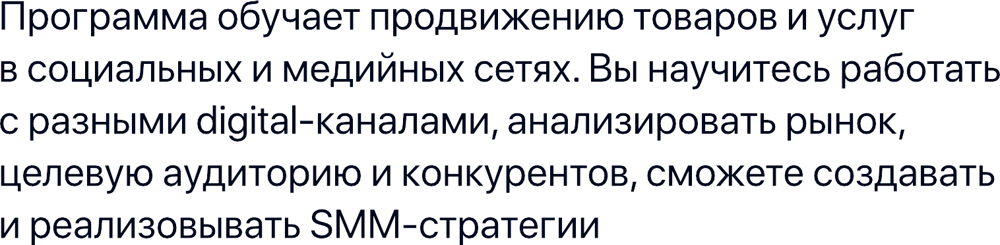 Программа обучает продвижению товаров и услуг
в социальных и медийных сетях. Вы научитесь работать
с разными digital-каналами, анализировать рынок,
целевую аудиторию и конкурентов, сможете создавать
и реализовывать SMM-стратегии